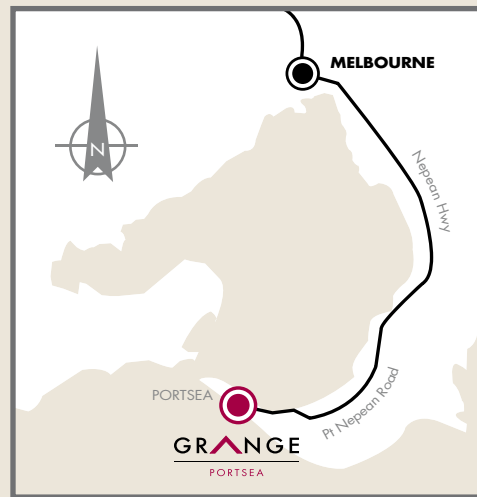 MELBOURNE
N
Nepean Hwy
PORTSEA
Pt Nepean Road
GRANGE
PORTSEA